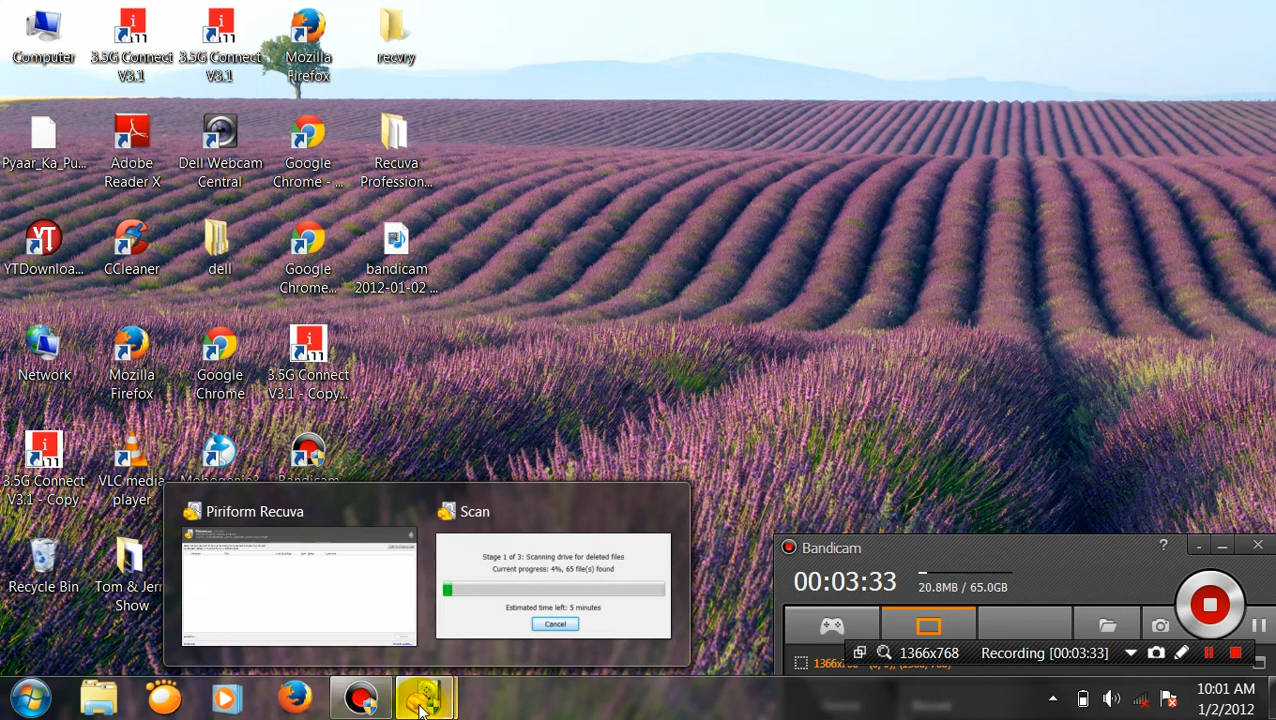 Computer
3.5G Connect V3.1
3.5G Connect V3.1
Mozilla Firefox
recvry
Pyaar_Ka_Pu...
Adobe Reader X
Dell Webcam Central
Google Chrome - ...
Recuva Profession...
YTDownloa...
CCleaner
dell
Google Chrome...
bandicam 2012-01-02 ...
Network
Mozilla Firefox
Google Chrome
3.5G Connect V3.1 - Copy...
3.5G Connect V3.1 - Copy
VLC media player
Recycle Bin
Tom & Jerr Show
Piriform Recuva
Scan
Stage 1 of 3: Scanning drive for deleted files
Current progress: 4%, 65 file(s) found
Estimated time left: 5 minutes
Cancel
Bandicam
00:03:33
20.8MB / 65.0GB
1366x768
Recording [00:03:33]
10:01 AM
1/2/2012